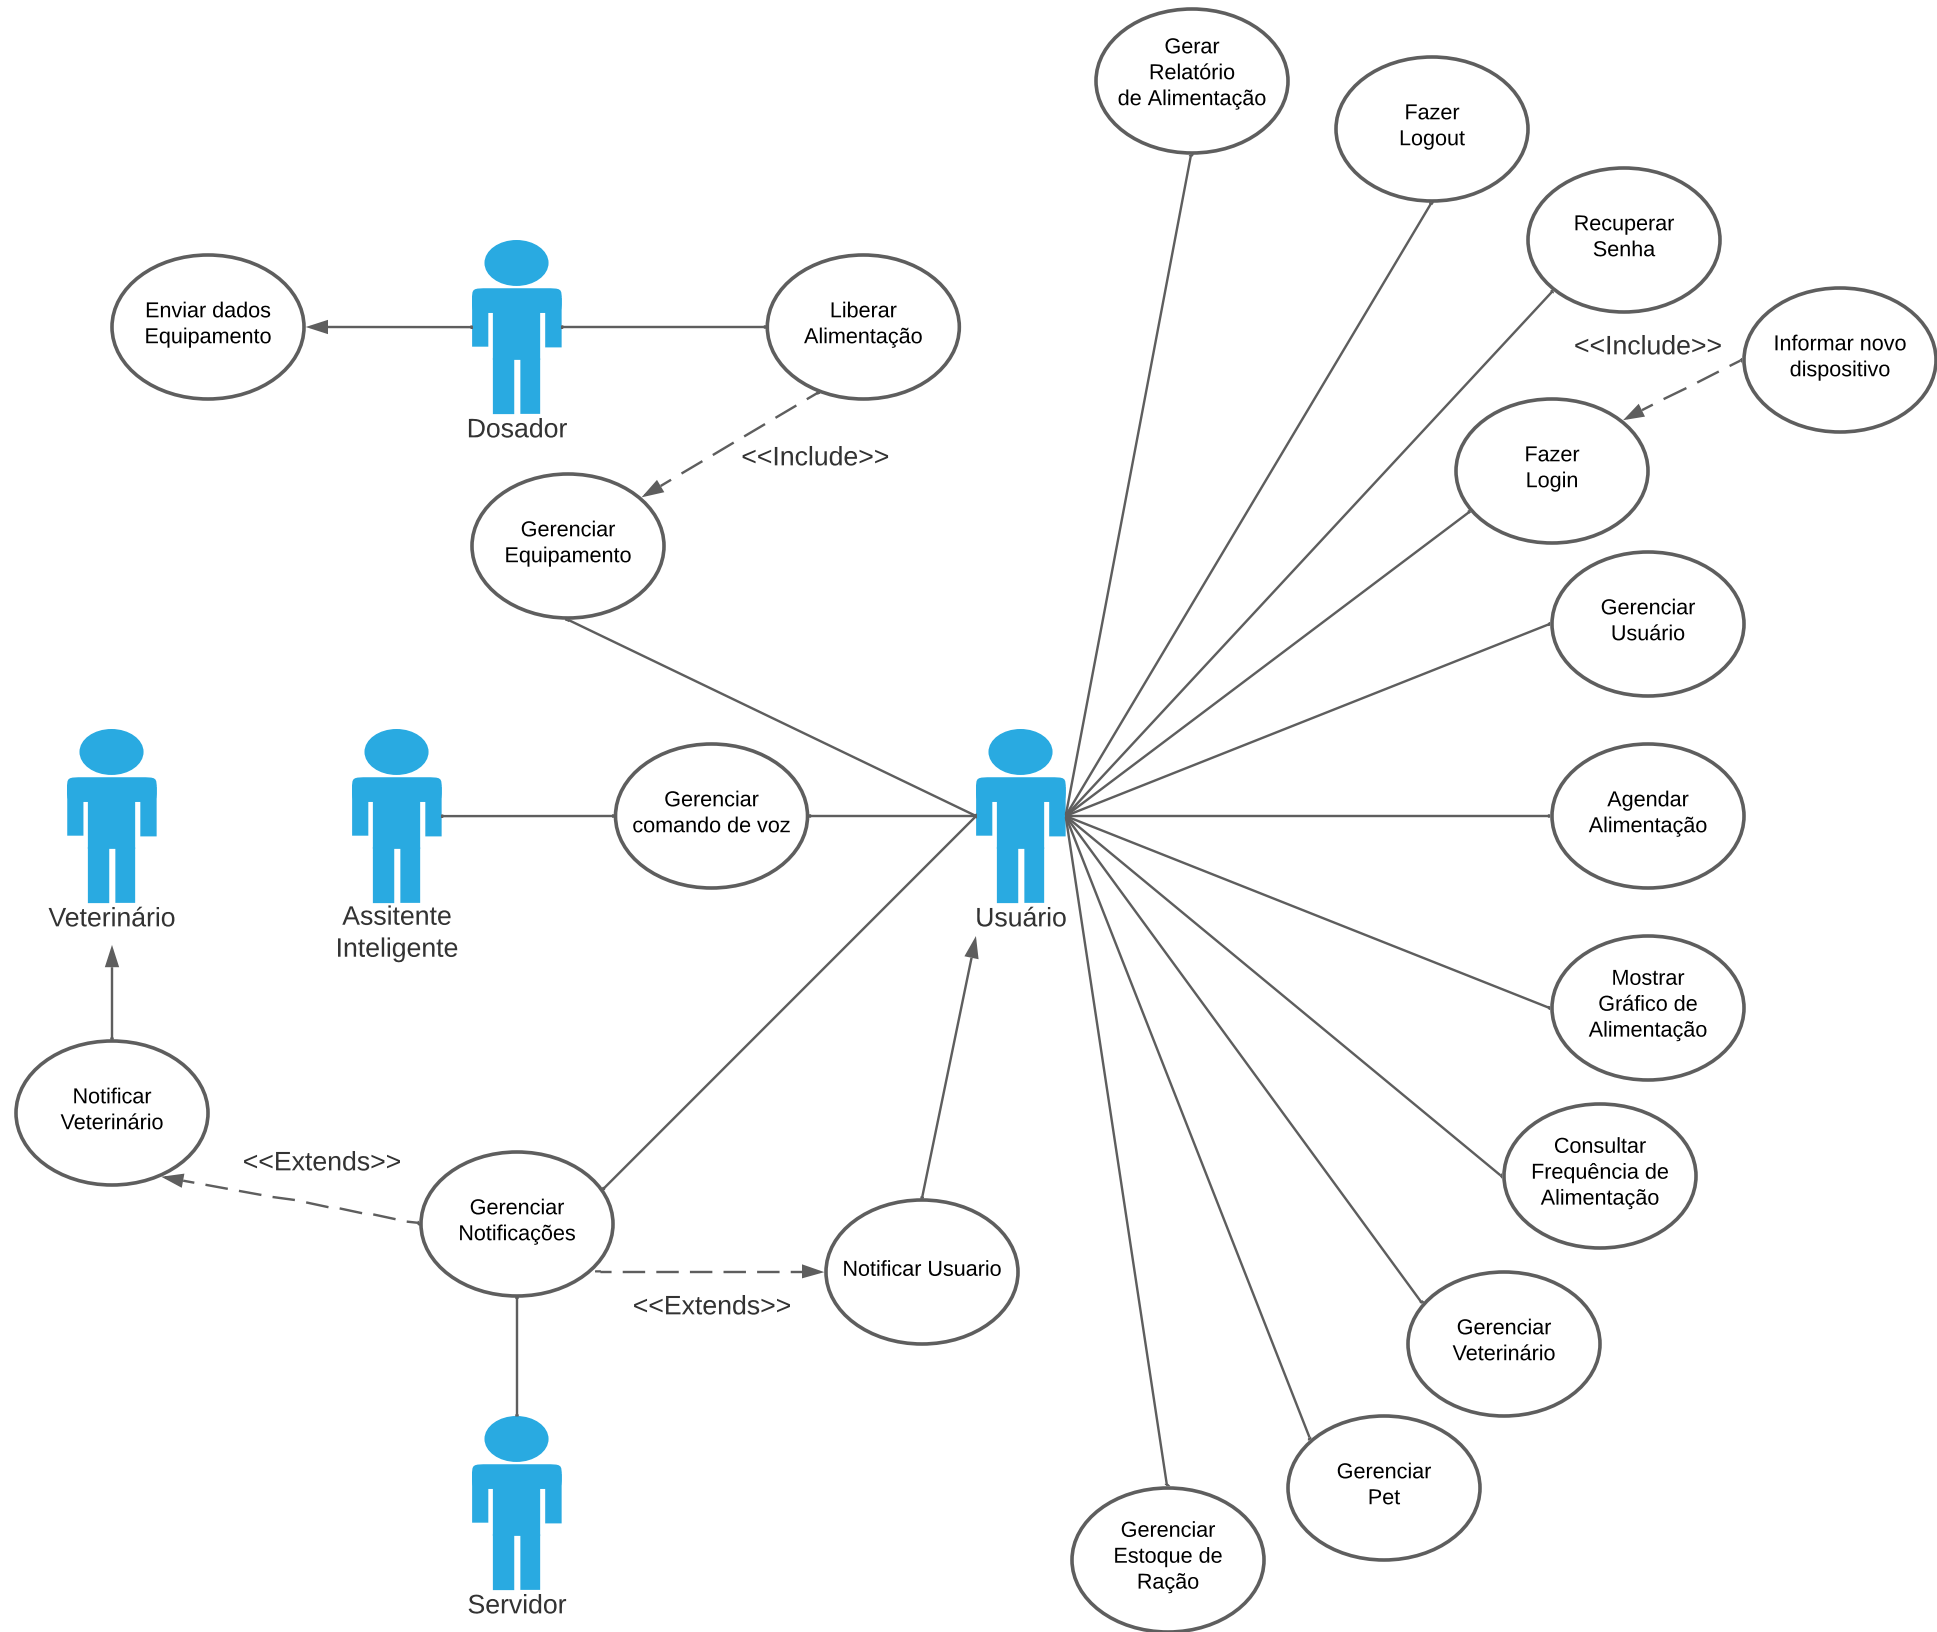 Gerar
Relatório
de Alimentação
Fazer
Logout
Recuperar
Senha
Enviar dados
Equipamento
Liberar
Alimentação
<<Include>>
Informar novo
dispositivo
Dosador
<<Include>>
Fazer
Login
Gerenciar
Equipamento
Gerenciar
Usuário
Gerenciar
comando de voz
Agendar
Alimentação
Veterinário
Assitente
Inteligente
Usuário
Mostrar
Gráfico de
Alimentação
Notificar
Veterinário
<<Extends>>
Consultar
Frequência de
Alimentação
Gerenciar
Notificações
Notificar Usuario
<<Extends>>
Gerenciar
Veterinário
Gerenciar
Pet
Gerenciar
Estoque de
Ração
Servidor